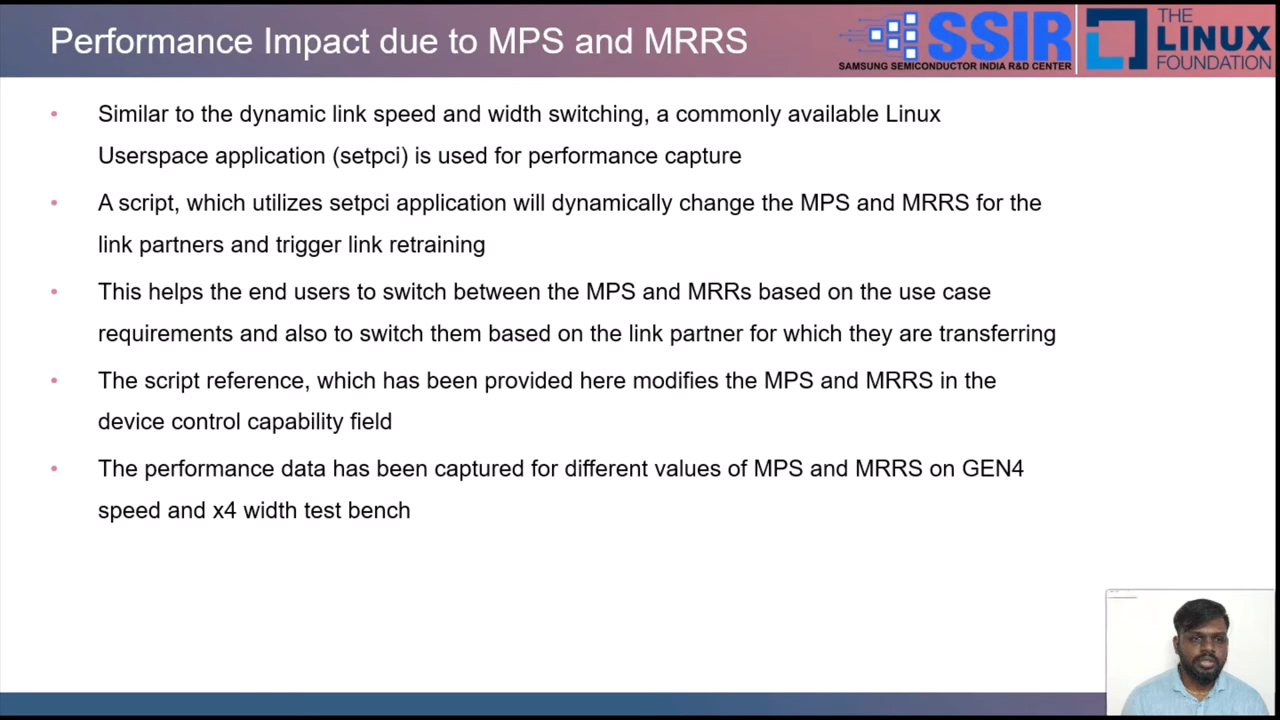 Performance Impact due to MPS and MRRS
SSIR
SAMSUNG SEMICONDUCTOR INDIA R&D CENTER
THE
LINUX
FOUNDATION
• Similar to the dynamic link speed and width switching, a commonly available Linux
Userspace application (setpci) is used for performance capture
• A script, which utilizes setpci application will dynamically change the MPS and MRRS for the
link partners and trigger link retraining
• This helps the end users to switch between the MPS and MRRs based on the use case
requirements and also to switch them based on the link partner for which they are transferring
• The script reference, which has been provided here modifies the MPS and MRRS in the
device control capability field
• The performance data has been captured for different values of MPS and MRRS on GEN4
speed and x4 width test bench